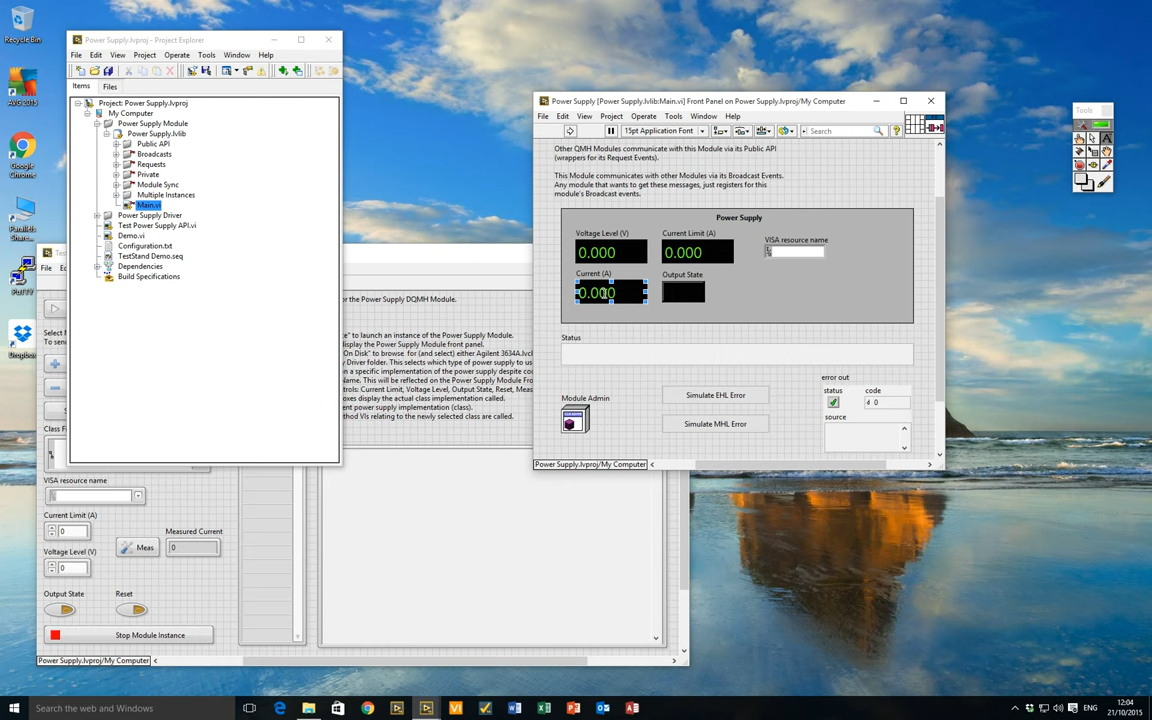 Recycle Bin
AVG 2015
Google
Chrome
Parallels
Share...
PuTTY
Dropbox
Power Supply.lvproj - Project Explorer
File Edit View Project Operate Tools Window Help
Items Files
Project: Power Supply.lvproj
My Computer
Power Supply Module
Power Supply.lvlib
Public API
Broadcasts
Requests
Private
Module Sync
Multiple Instances
Main.vi
Power Supply Driver
Test Power Supply API.vi
Demo.vi
Configuration.txt
TestStand Demo.seq
Dependencies
Build Specifications
Power Supply [Power Supply.lvlib:Main.vi] Front Panel on Power Supply.lvproj/My Computer
File Edit View Project Operate Tools Window Help
15pt Application Font
Search
Other QMH Modules communicate with this Module via its Public API
(wrappers for its Request Events).
This Module communicates with other Modules via its Broadcast Events.
Any module that wants to get these messages, just registers for this
module's Broadcast events.
Power Supply
Voltage Level (V) Current Limit (A)
VISA resource name
0.000 0.000
Current (A) Output State
0.000
Status
error out
status code
0
source
Module Admin
Simulate EHL Error
Simulate MHL Error
Power Supply.lvproj/My Computer
Tools
File
for the Power Supply DQMH Module.
" to launch an instance of the Power Supply Module.
display the Power Supply Module front panel.
On Disk" to browse for (and select) either Agilent 3634A.lvcl
y Driver folder. This selects which type of power supply to us
on a specific implementation of the power supply despite co
Name. This will be reflected on the Power Supply Module Fro
ntrols: Current Limit, Voltage Level, Output State, Reset, Meas
oxes display the actual class implementation called.
ent power supply implementation (class).
thod VIs relating to the newly selected class are called.
Select M
To sen
Class F
VISA resource name
Current Limit (A)
0
Measured Current
Meas 0
Voltage Level (V)
0
Output State Reset
Stop Module Instance
Power Supply.lvproj/My Computer
Search the web and Windows
ENG
12:04
21/10/2015